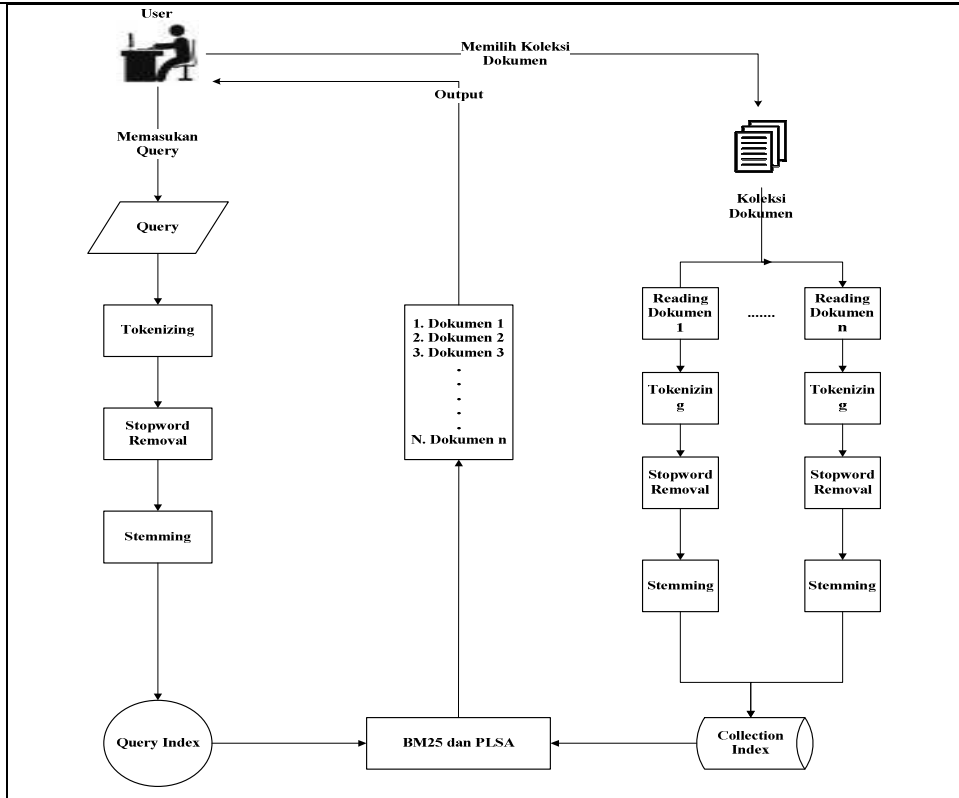 User
Memilih Koleksi
Dokumen
Output
Memasukan
Query
Query
Tokenizing
Stopword
Removal
Stemming
Query Index
1. Dokumen 1
2. Dokumen 2
3. Dokumen 3
.
.
.
.
.
N. Dokumen n
BM25 dan PLSA
Koleksi
Dokumen
Reading
Dokumen
1
.......
Reading
Dokumen
n
Tokenizin
g
Tokenizin
g
Stopword
Removal
Stopword
Removal
Stemming
Stemming
Collection
Index